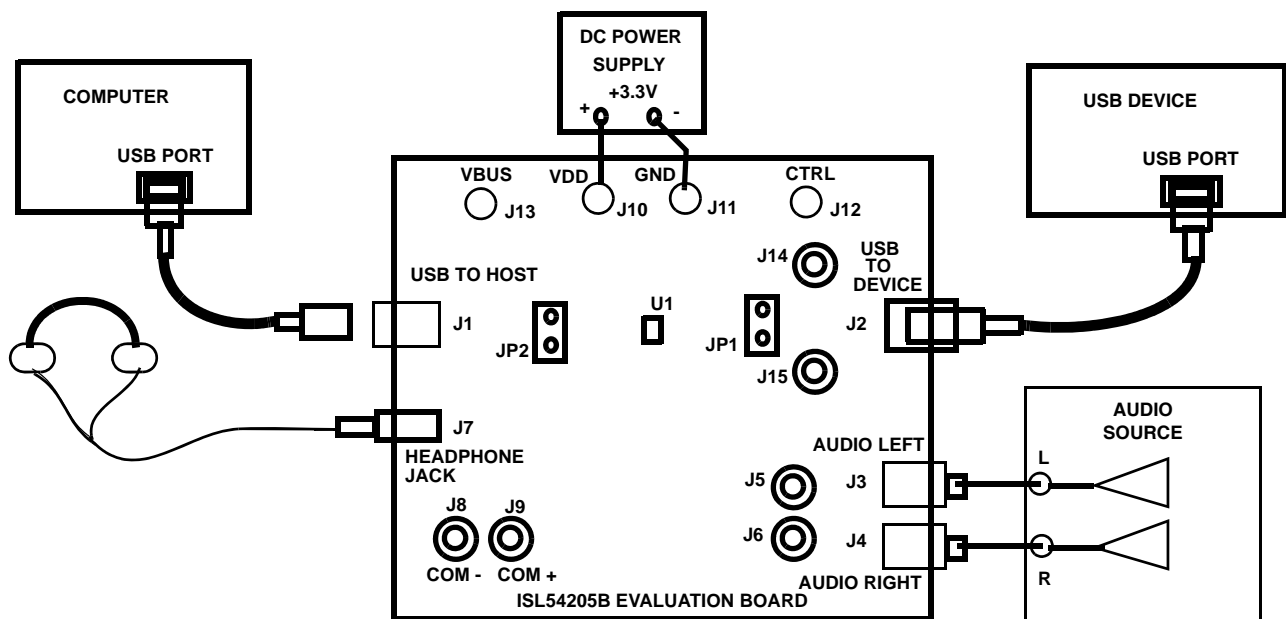 DC POWER
SUPPLY
+3.3V
+
-
COMPUTER
USB PORT
USB DEVICE
USB PORT
VBUS
J13
VDD
J10
GND
J11
CTRL
J12
USB TO HOST
J1
JP2
U1
JP1
J14
J15
USB
TO
DEVICE
J2
J7
HEADPHONE
JACK
J8
J9
COM -
COM +
AUDIO LEFT
J5
J3
J6
J4
AUDIO RIGHT
AUDIO
SOURCE
L
R
ISL54205B EVALUATION BOARD